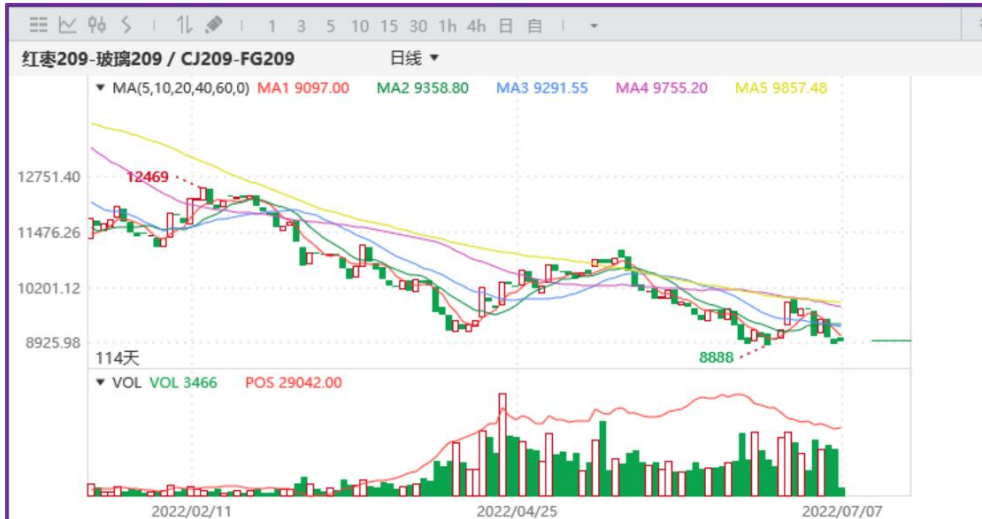 1 3 5 10 15 30 1h 4h 日 自
红枣209-玻璃209 / CJ209-FG209 日线
MA(5,10,20,40,60,0) MA1 9097.00 MA2 9358.80 MA3 9291.55 MA4 9755.20 MA5 9857.48
12751.40
12469
11476.26
10201.12
8925.98
8888
114天
VOL VOL 3466 POS 29042.00
2022/02/11 2022/04/25 2022/07/07